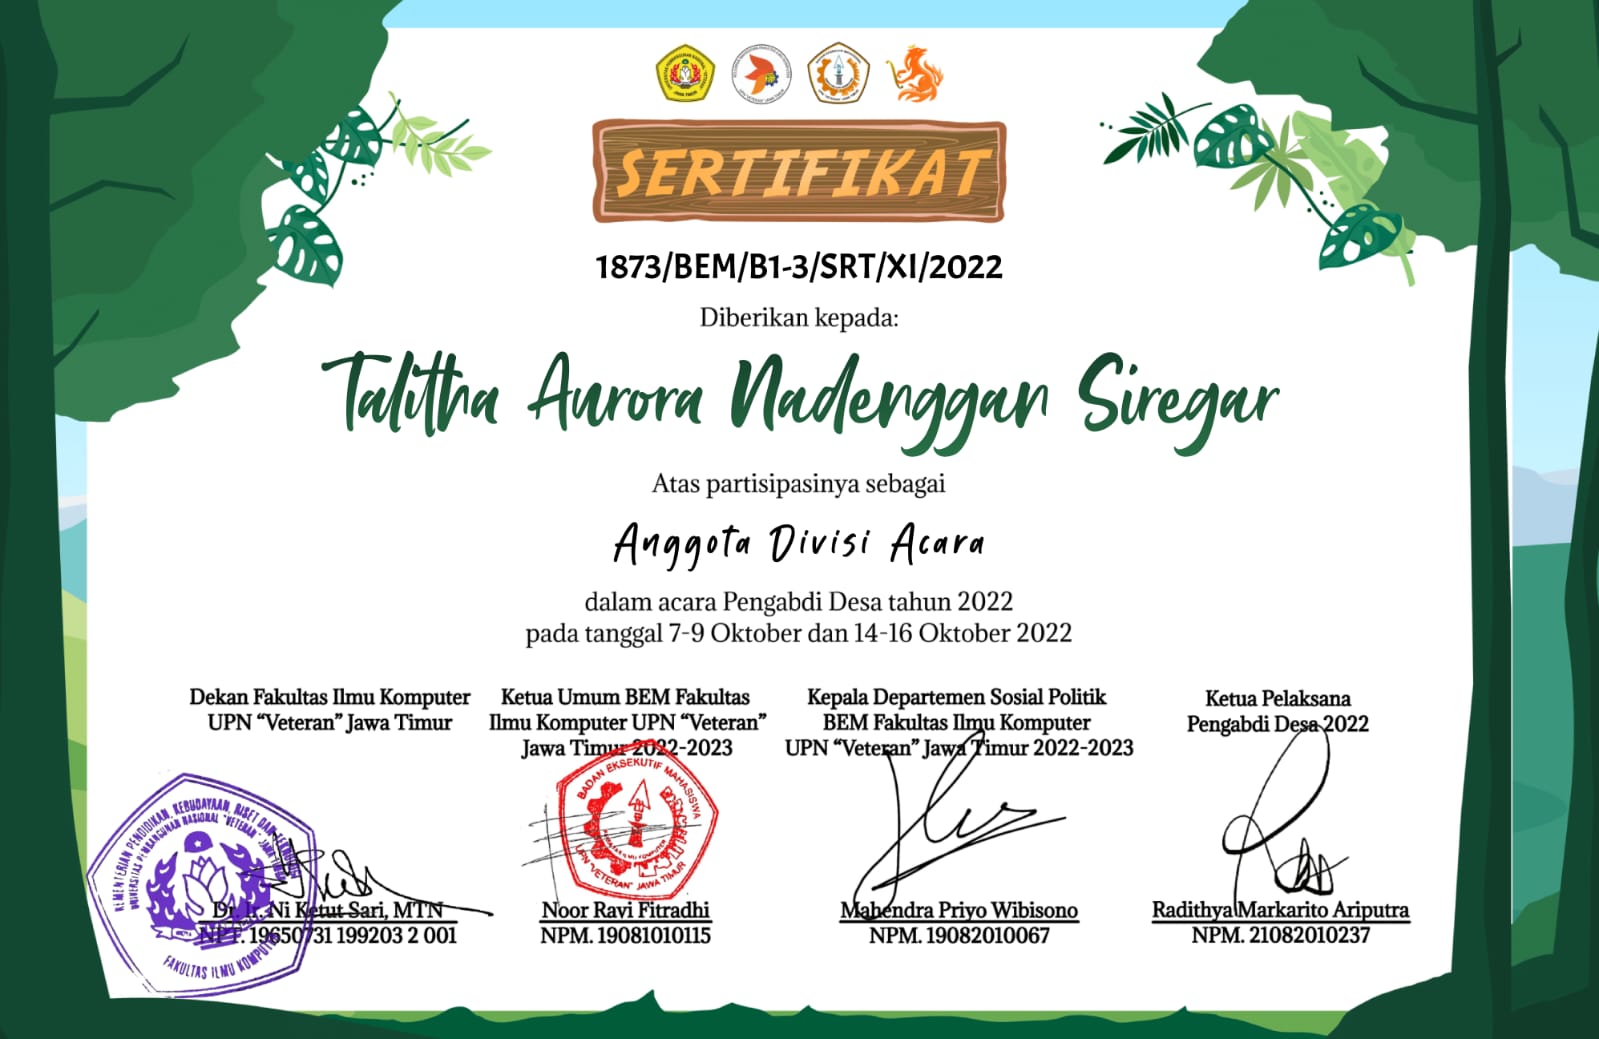 SERTIFIKAT
1873/BEM/B1-3/SRT/XI/2022
Diberikan kepada:
Talitha Aurora Nadenggan Siregar
Atas partisipasinya sebagai
Anggota Divisi Acara
dalam acara Pengabdi Desa tahun 2022
pada tanggal 7-9 Oktober dan 14-16 Oktober 2022
Dekan Fakultas Ilmu Komputer
UPN “Veteran” Jawa Timur
KEMENTERIAN PENDIDIKAN, KEBUDAYAAN, RISET DAN TEKNOLOGI
UNIVERSITAS PEMBANGUNAN NASIONAL "VETERAN" JAWA TIMUR
FAKULTAS ILMU KOMPUTER
Dr. Ir. Ni Ketut Sari, MTN
NPT. 19650731 199203 2 001
Ketua Umum BEM Fakultas
Ilmu Komputer UPN “Veteran”
Jawa Timur 2022-2023
BADAN EKSEKUTIF MAHASISWA
FAKULTAS ILMU KOMPUTER
UPN "VETERAN" JAWA TIMUR
Noor Ravi Fitradhi
NPM. 19081010115
Kepala Departemen Sosial Politik
BEM Fakultas Ilmu Komputer
UPN “Veteran” Jawa Timur 2022-2023
Mahendra Priyo Wibisono
NPM. 19082010067
Ketua Pelaksana
Pengabdi Desa 2022
Radithya Markarito Ariputra
NPM. 21082010237